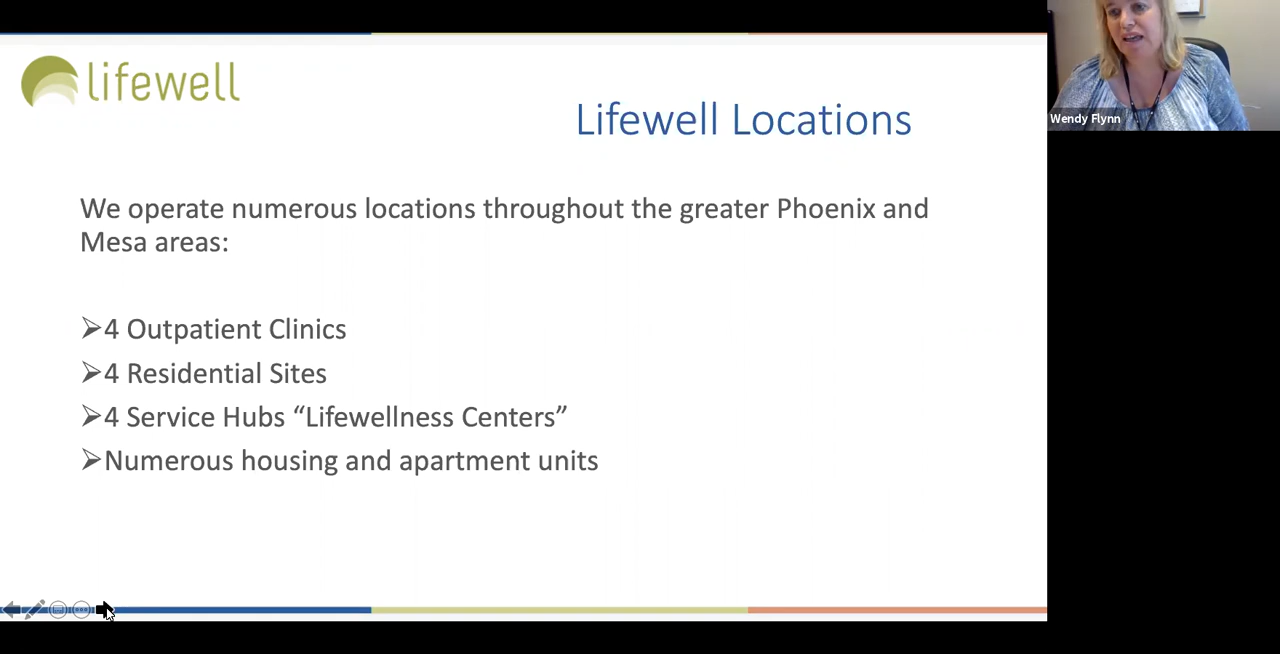 lifewell
Lifewell Locations
Wendy Flynn
We operate numerous locations throughout the greater Phoenix and
Mesa areas:
➢4 Outpatient Clinics
➢4 Residential Sites
➢4 Service Hubs “Lifewellness Centers”
➢Numerous housing and apartment units